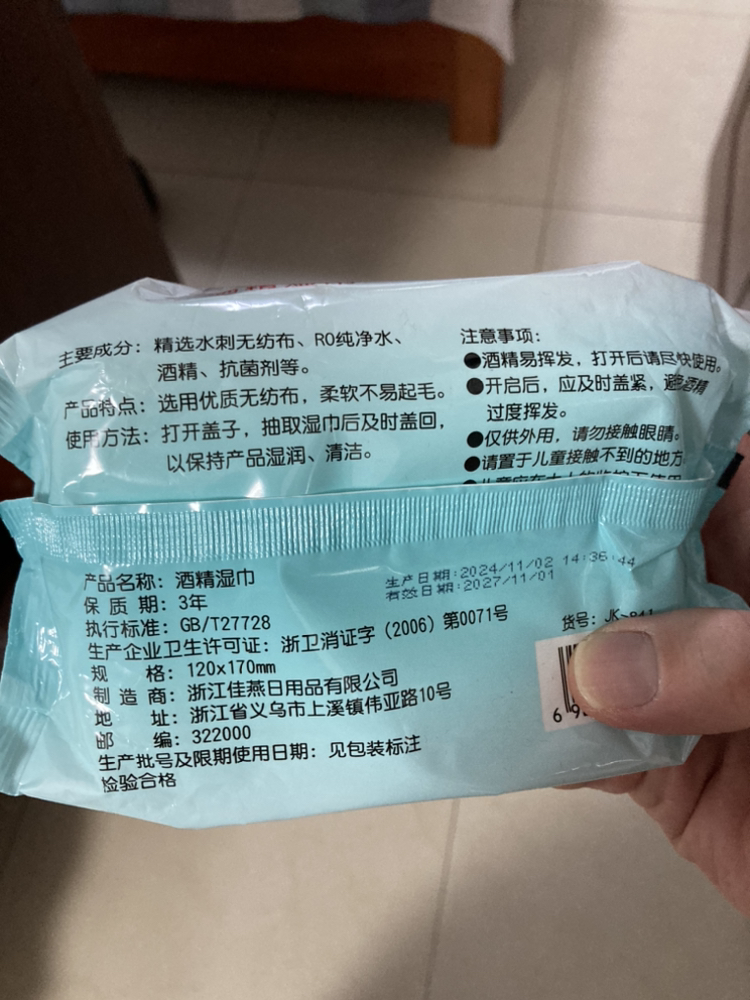 主要成分：精选水刺无纺布、RO纯净水、
酒精、抗菌剂等。
产品特点：选用优质无纺布，柔软不易起毛。
使用方法：打开盖子，抽取湿巾后及时盖回，
以保持产品湿润、清洁。
注意事项：
●酒精易挥发，打开后请尽快使用。
●开启后，应及时盖紧，避免酒精
过度挥发。
●仅供外用，请勿接触眼睛。
●请置于儿童接触不到的地方
产品名称：酒精湿巾
保质期：3年
执行标准：GB/T27728
生产企业卫生许可证：浙卫消证字（2006）第0071号
规格：120x170mm
制造商：浙江佳燕日用品有限公司
地址：浙江省义乌市上溪镇伟亚路10号
邮编：322000
生产批号及限期使用日期：见包装标注
检验合格
生产日期:2024/11/02 14:36:44
有效日期:2027/11/01
货号：
6 9